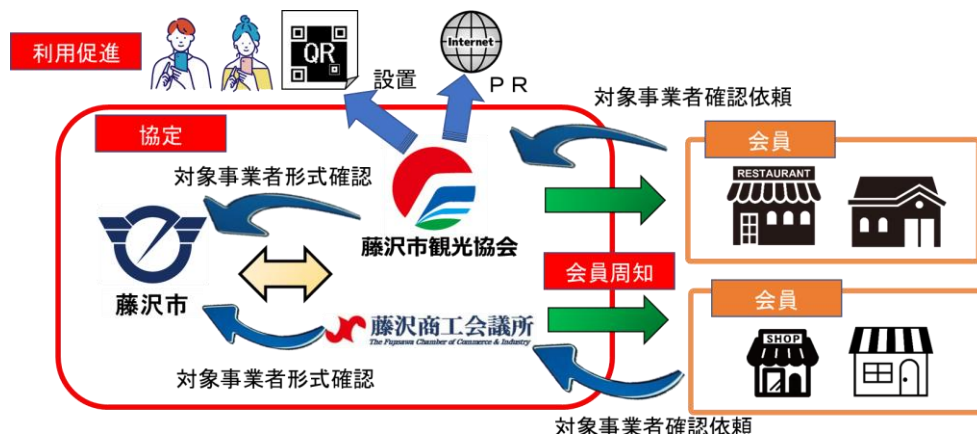 利用促進
QR
設置
Internet
ＰＲ
対象事業者確認依頼
協定
会員
RESTAURANT
対象事業者形式確認
藤沢市観光協会
藤沢市
会員周知
会員
藤沢商工会議所
The Fujisawa Chamber of Commerce & Industry
SHOP
対象事業者形式確認
対象事業者確認依頼